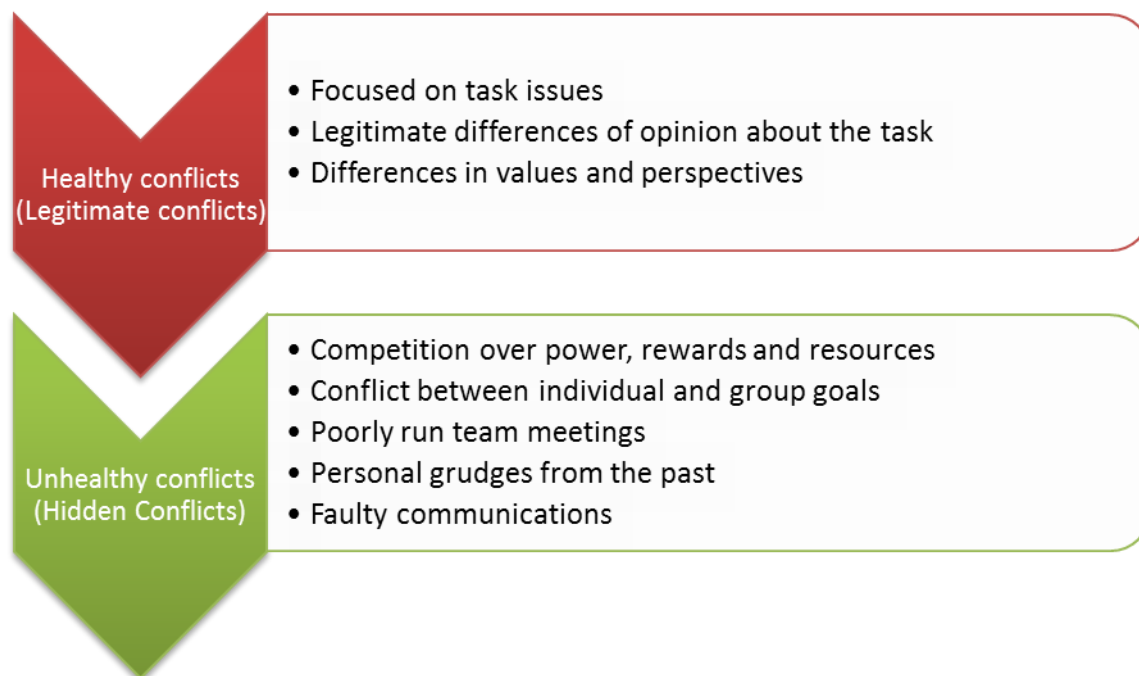 Healthy conflicts
(Legitimate conflicts)
• Focused on task issues
• Legitimate differences of opinion about the task
• Differences in values and perspectives
Unhealthy conflicts
(Hidden Conflicts)
• Competition over power, rewards and resources
• Conflict between individual and group goals
• Poorly run team meetings
• Personal grudges from the past
• Faulty communications